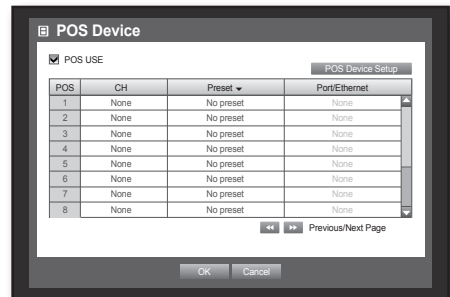 POS Device
POS USE
POS Device Setup
POS CH Preset Port/Ethernet
1 None No preset None
2 None No preset None
3 None No preset None
4 None No preset None
5 None No preset None
6 None No preset None
7 None No preset None
8 None No preset None
Previous/Next Page
OK Cancel